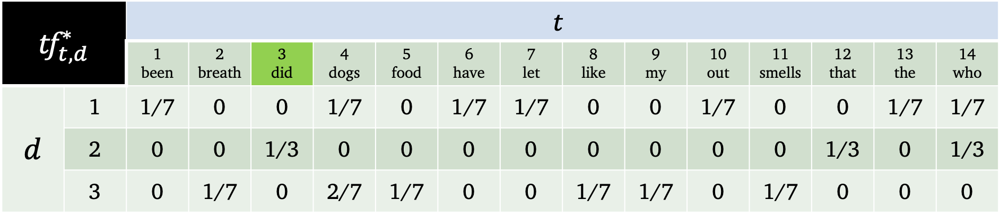 tf*t,d t
1 2 3 4 5 6 7 8 9 10 11 12 13 14
been breath did dogs food have let like my out smells that the who
d
1 1/7 0 0 1/7 0 1/7 1/7 0 0 1/7 0 0 1/7 1/7
2 0 0 1/3 0 0 0 0 0 0 0 0 1/3 0 1/3
3 0 1/7 0 2/7 1/7 0 0 1/7 1/7 0 1/7 0 0 0